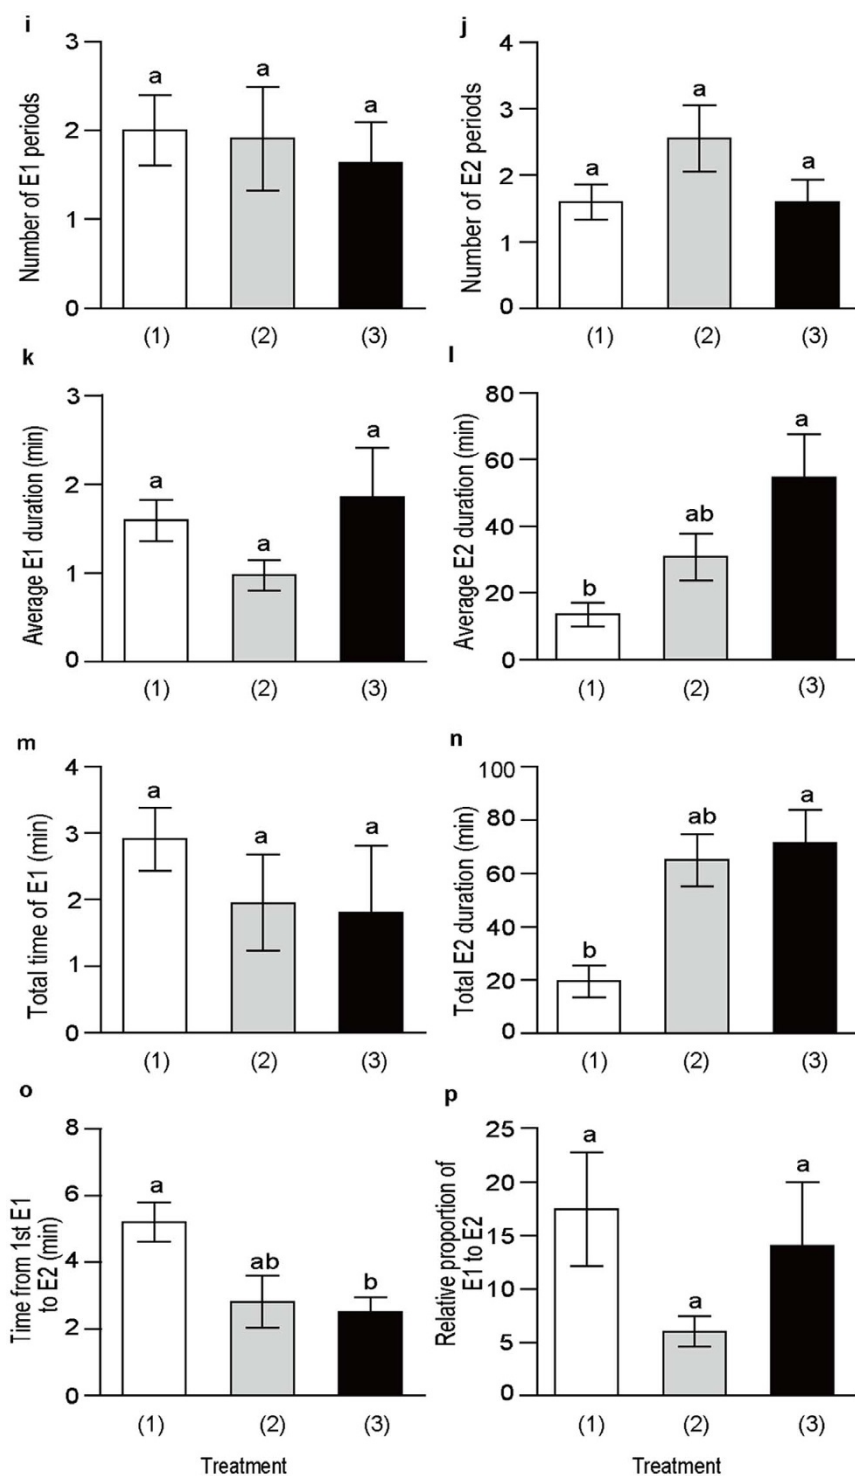 i
Number of E1 periods
3
2
1
0
a
a
a
(1)
(2)
(3)
j
Number of E2 periods
4
3
2
1
0
a
a
a
(1)
(2)
(3)
k
Average E1 duration (min)
3
2
1
0
a
a
a
(1)
(2)
(3)
l
Average E2 duration (min)
80
60
40
20
0
b
ab
a
(1)
(2)
(3)
m
Total time of E1 (min)
4
3
2
1
0
a
a
a
(1)
(2)
(3)
n
Total E2 duration (min)
100
80
60
40
20
0
b
ab
a
(1)
(2)
(3)
o
Time from 1st E1
to E2 (min)
8
6
4
2
0
a
ab
b
(1)
(2)
(3)
Treatment
p
Relative proportion of
E1 to E2
25
20
15
10
5
0
a
a
a
(1)
(2)
(3)
Treatment